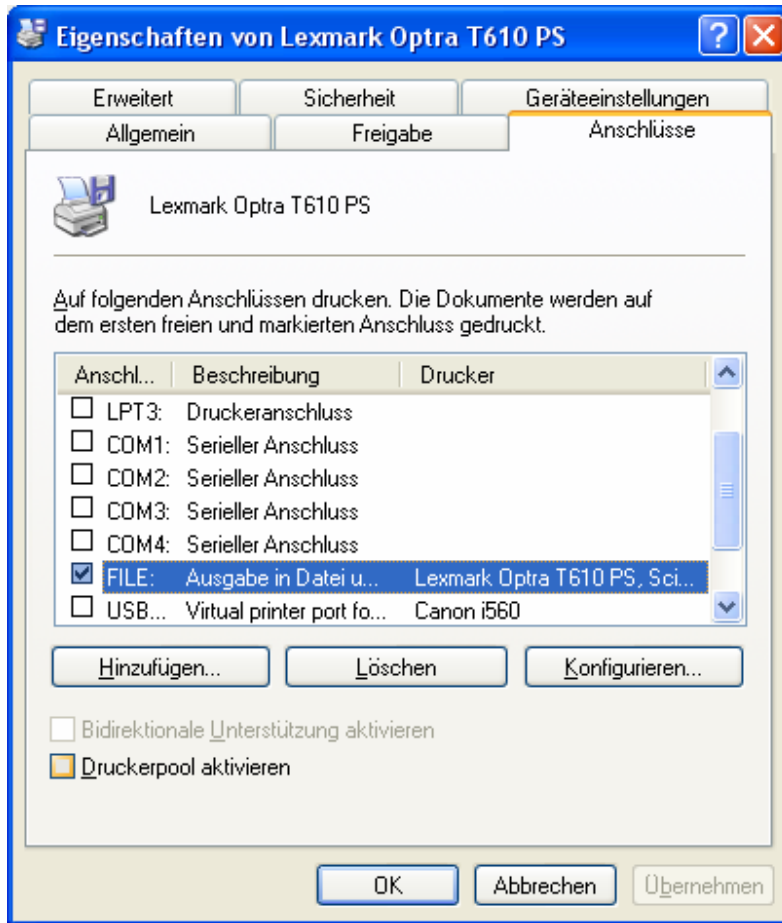 Eigenschaften von Lexmark Optra T610 PS
Erweitert Sicherheit Geräteeinstellungen
Allgemein Freigabe Anschlüsse
Lexmark Optra T610 PS
Auf folgenden Anschlüssen drucken. Die Dokumente werden auf
dem ersten freien und markierten Anschluss gedruckt.
Anschl... Beschreibung Drucker
LPT3: Druckeranschluss
COM1: Serieller Anschluss
COM2: Serieller Anschluss
COM3: Serieller Anschluss
COM4: Serieller Anschluss
FILE: Ausgabe in Datei u... Lexmark Optra T610 PS, Sci...
USB... Virtual printer port fo... Canon i560
Hinzufügen... Löschen Konfigurieren...
Bidirektionale Unterstützung aktivieren
Druckerpool aktivieren
OK Abbrechen Übernehmen